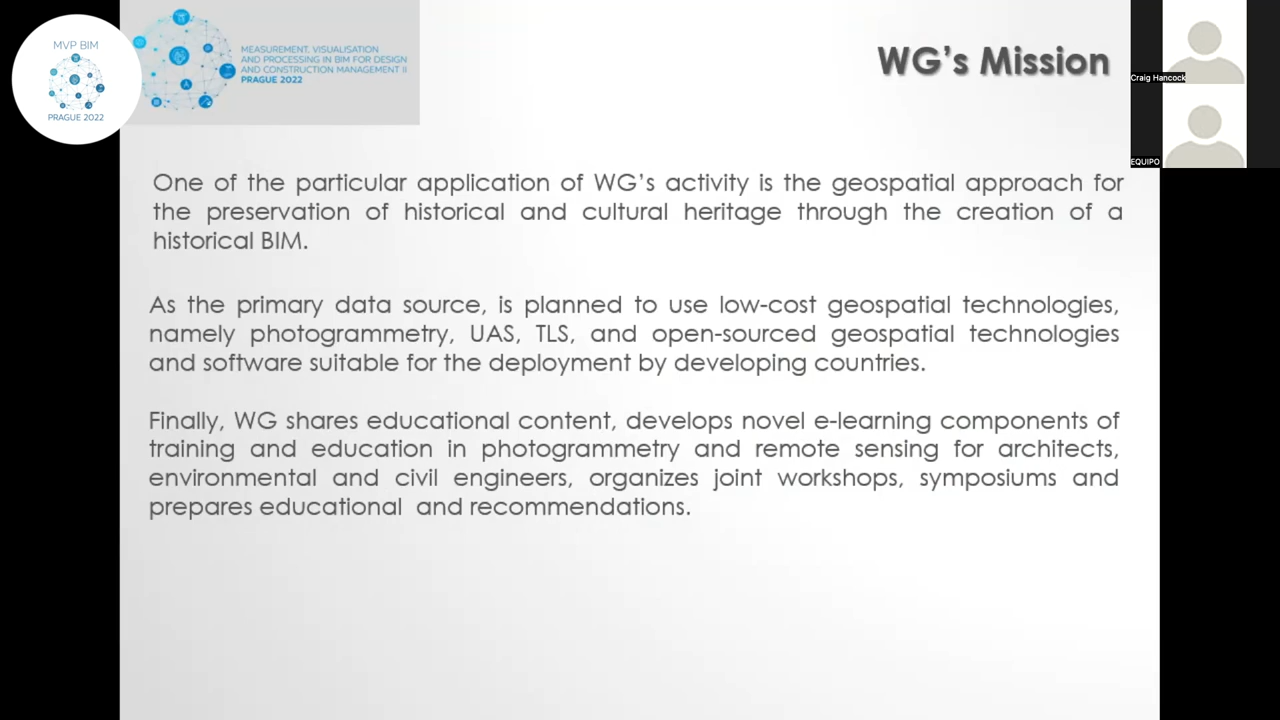 MVP BIM
PRAGUE 2022
MEASUREMENT, VISUALISATION
AND PROCESSING IN BIM FOR DESIGN
AND CONSTRUCTION MANAGEMENT II
PRAGUE 2022
WG's Mission
Craig Hancock
EQUIPO
One of the particular application of WG's activity is the geospatial approach for
the preservation of historical and cultural heritage through the creation of a
historical BIM.
As the primary data source, is planned to use low-cost geospatial technologies,
namely photogrammetry, UAS, TLS, and open-sourced geospatial technologies
and software suitable for the deployment by developing countries.
Finally, WG shares educational content, develops novel e-learning components of
training and education in photogrammetry and remote sensing for architects,
environmental and civil engineers, organizes joint workshops, symposiums and
prepares educational  and recommendations.